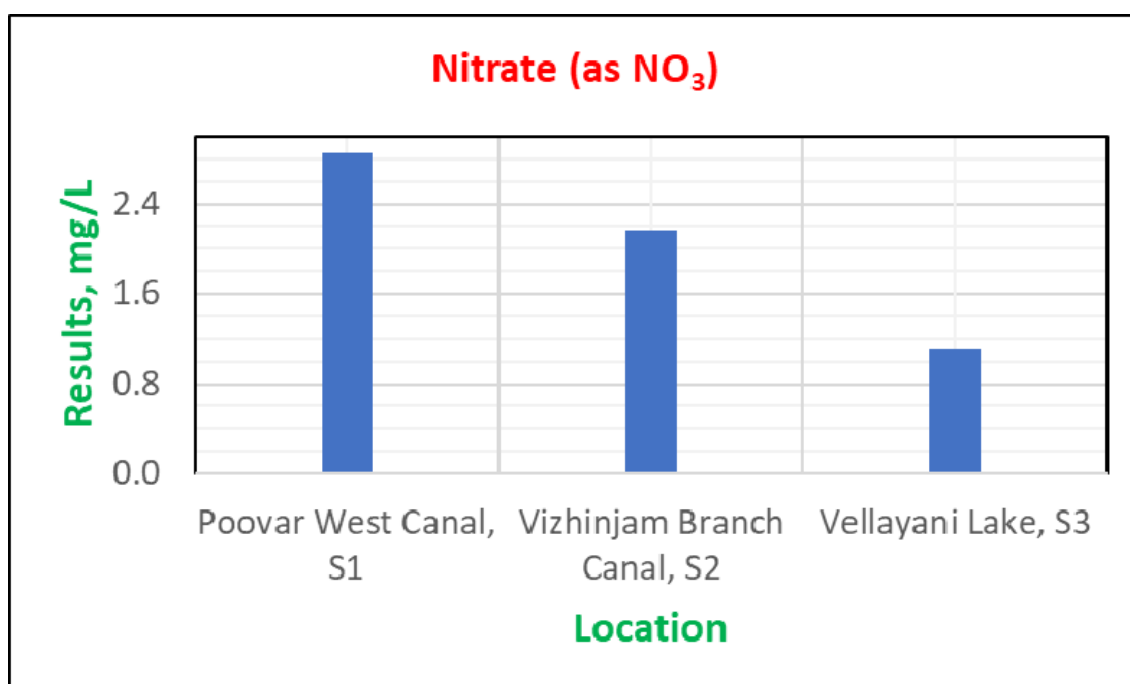 Nitrate (as NO₃)
Results, mg/L
2.4
1.6
0.8
0.0
Poovar West Canal,
S1
Vizhinjam Branch
Canal, S2
Vellayani Lake, S3
Location